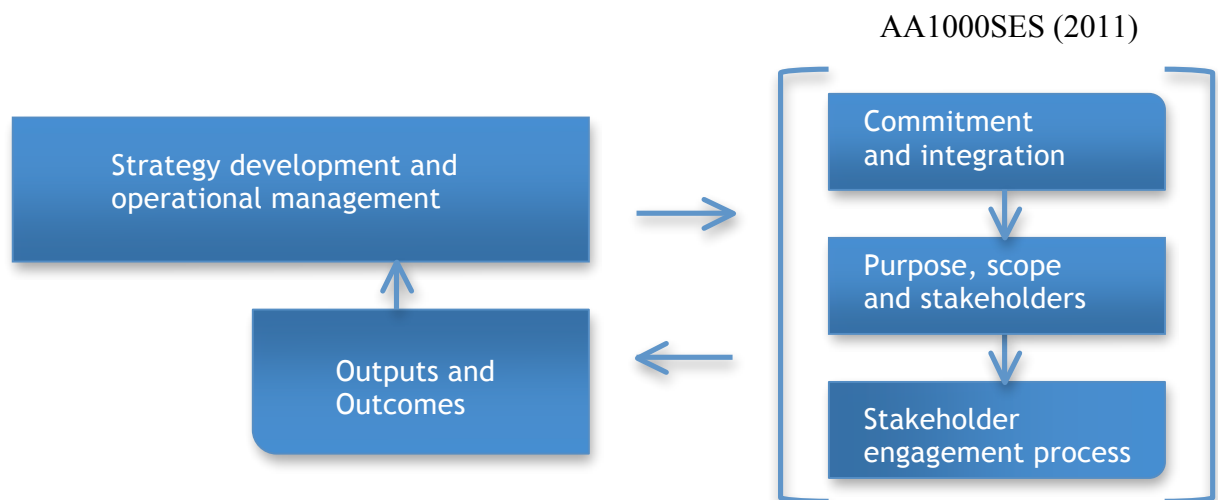 AA1000SES (2011)
Strategy development and
operational management
Outputs and
Outcomes
Commitment
and integration
Purpose, scope
and stakeholders
Stakeholder
engagement process